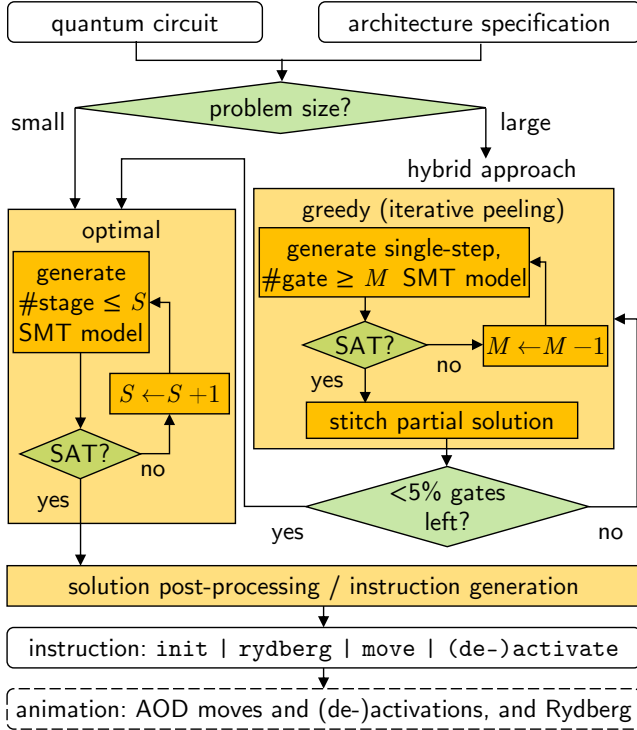 quantum circuit
architecture specification
problem size?
small
large
hybrid approach
optimal
generate
#stage ≤ S
SMT model
S ← S +1
SAT?
no
yes
greedy (iterative peeling)
generate single-step,
#gate ≥ M SMT model
SAT?
no
M ← M −1
yes
stitch partial solution
<5% gates
left?
yes
no
solution post-processing / instruction generation
instruction: init | rydberg | move | (de-)activate
animation: AOD moves and (de-)activations, and Rydberg